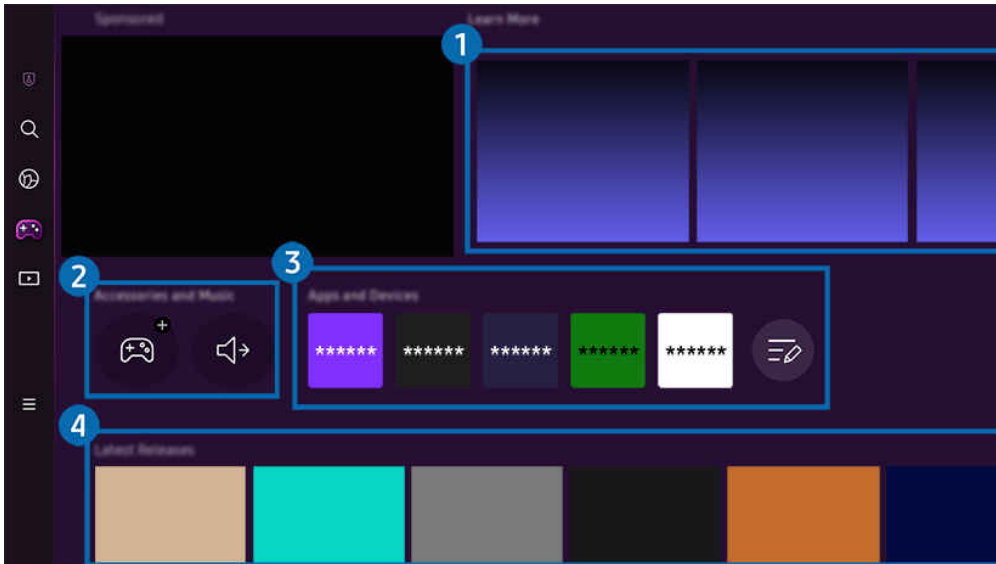 Sponsored
Learn More
1
2
3
Accessories and Music
Apps and Devices
****** ****** ****** ****** ******
4
Latest Releases